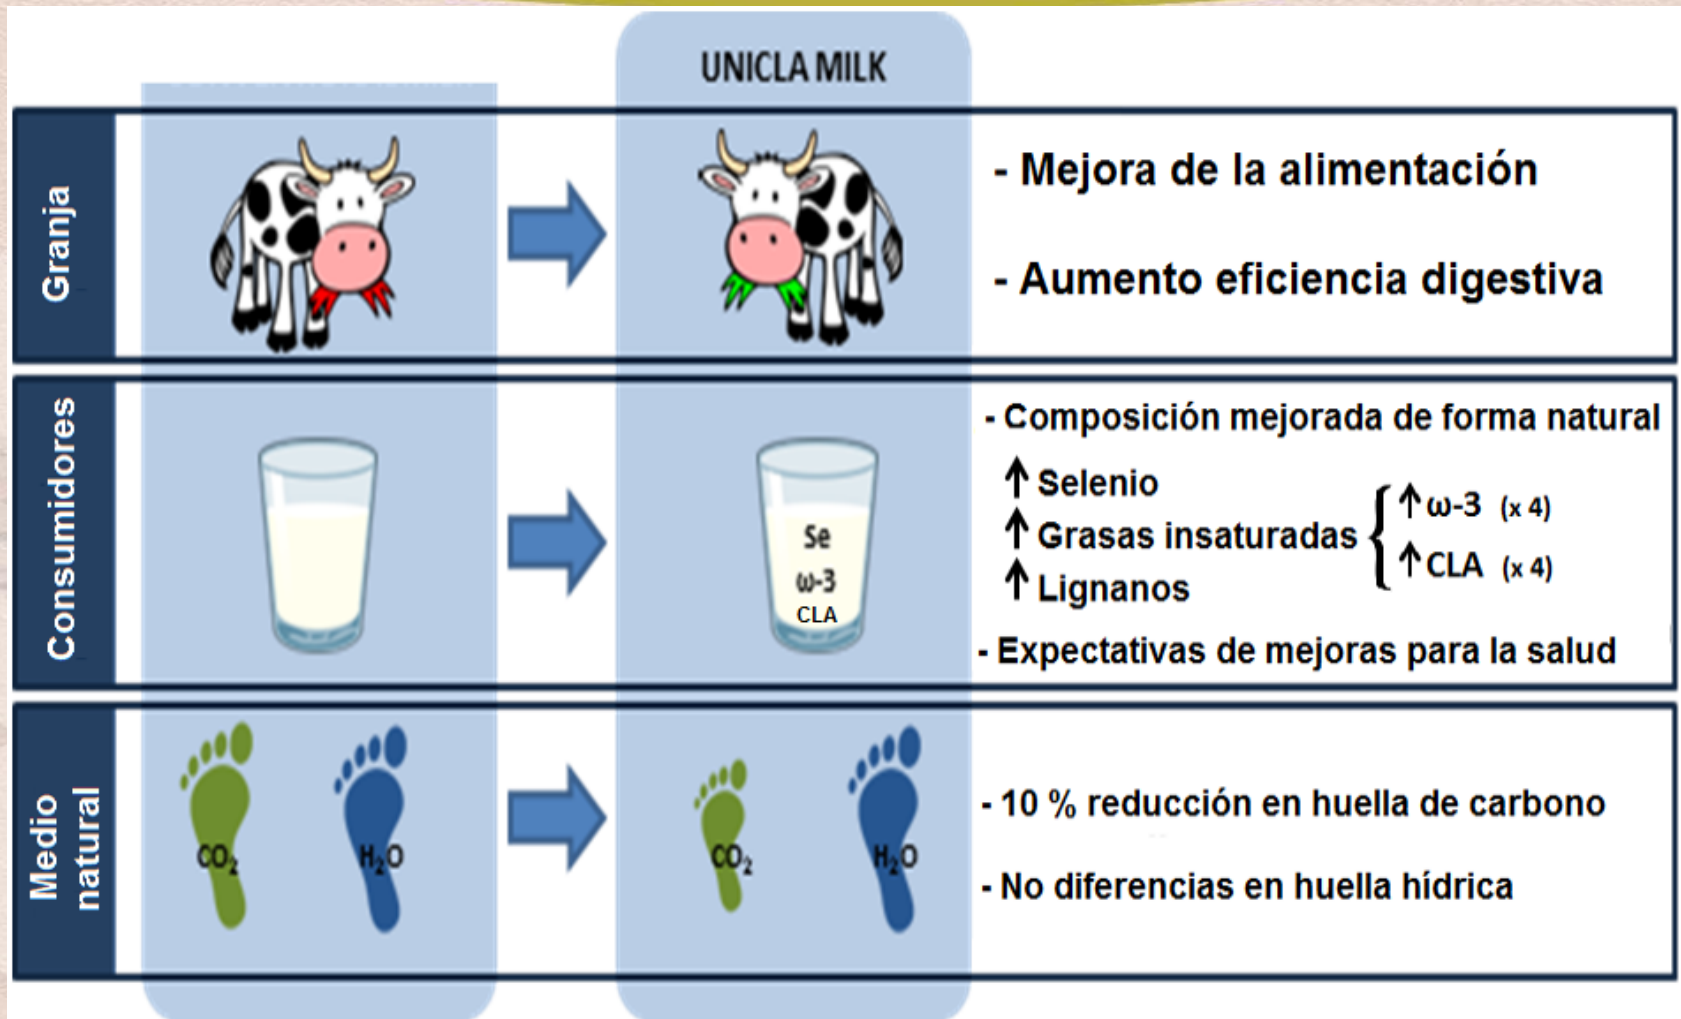 UNICLA MILK
Granja
- Mejora de la alimentación
- Aumento eficiencia digestiva
Consumidores
Se
ω-3
CLA
- Composición mejorada de forma natural
↑ Selenio
↑ Grasas insaturadas { ↑ ω-3 (x 4)
↑ CLA (x 4)
↑ Lignanos
- Expectativas de mejoras para la salud
Medio
natural
CO₂
H₂O
CO₂
H₂O
- 10 % reducción en huella de carbono
- No diferencias en huella hídrica